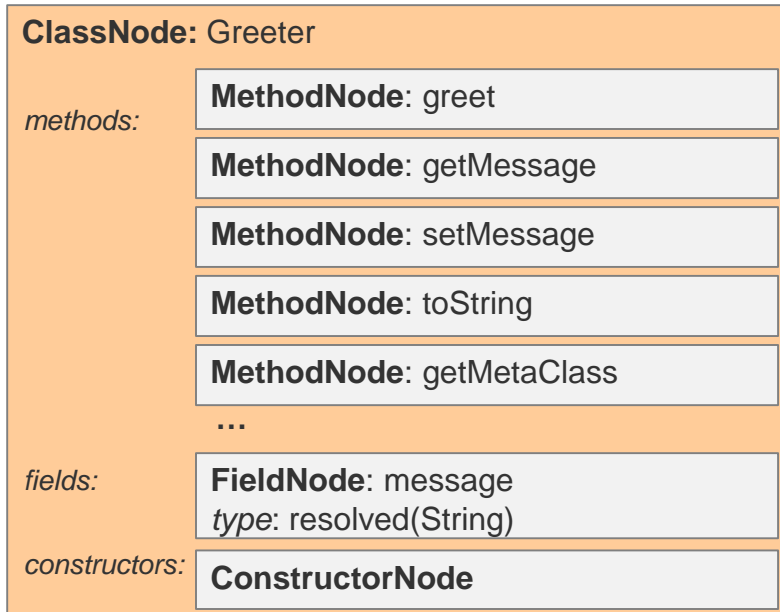 ClassNode: Greeter
methods:
MethodNode: greet
MethodNode: getMessage
MethodNode: setMessage
MethodNode: toString
MethodNode: getMetaClass
…
fields:
FieldNode: message
type: resolved(String)
constructors:
ConstructorNode